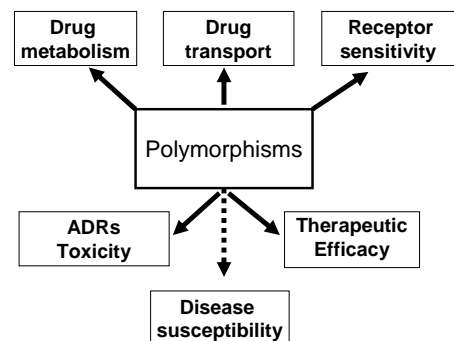 Drug
metabolism
Drug
transport
Receptor
sensitivity
Polymorphisms
ADRs
Toxicity
Therapeutic
Efficacy
Disease
susceptibility